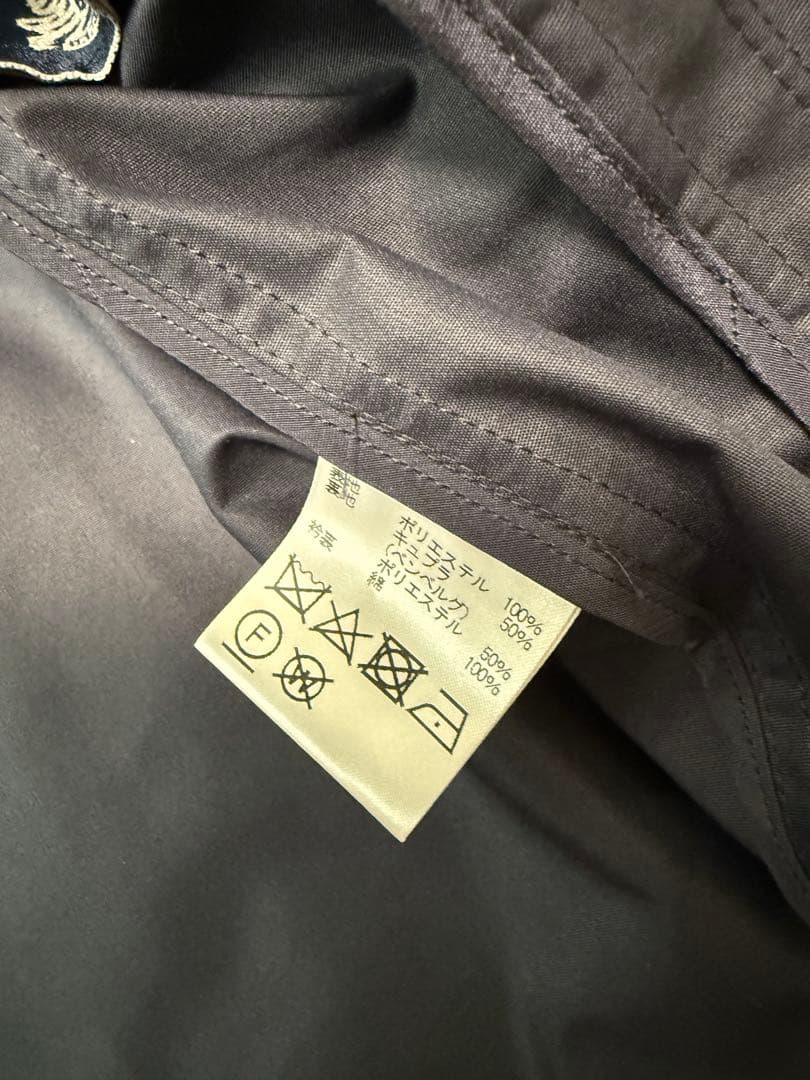 表地 ポリエステル 100%
裏地 キュプラ 50%
(ベンベルグ)
ポリエステル 50%
衿裏 綿 100%
F